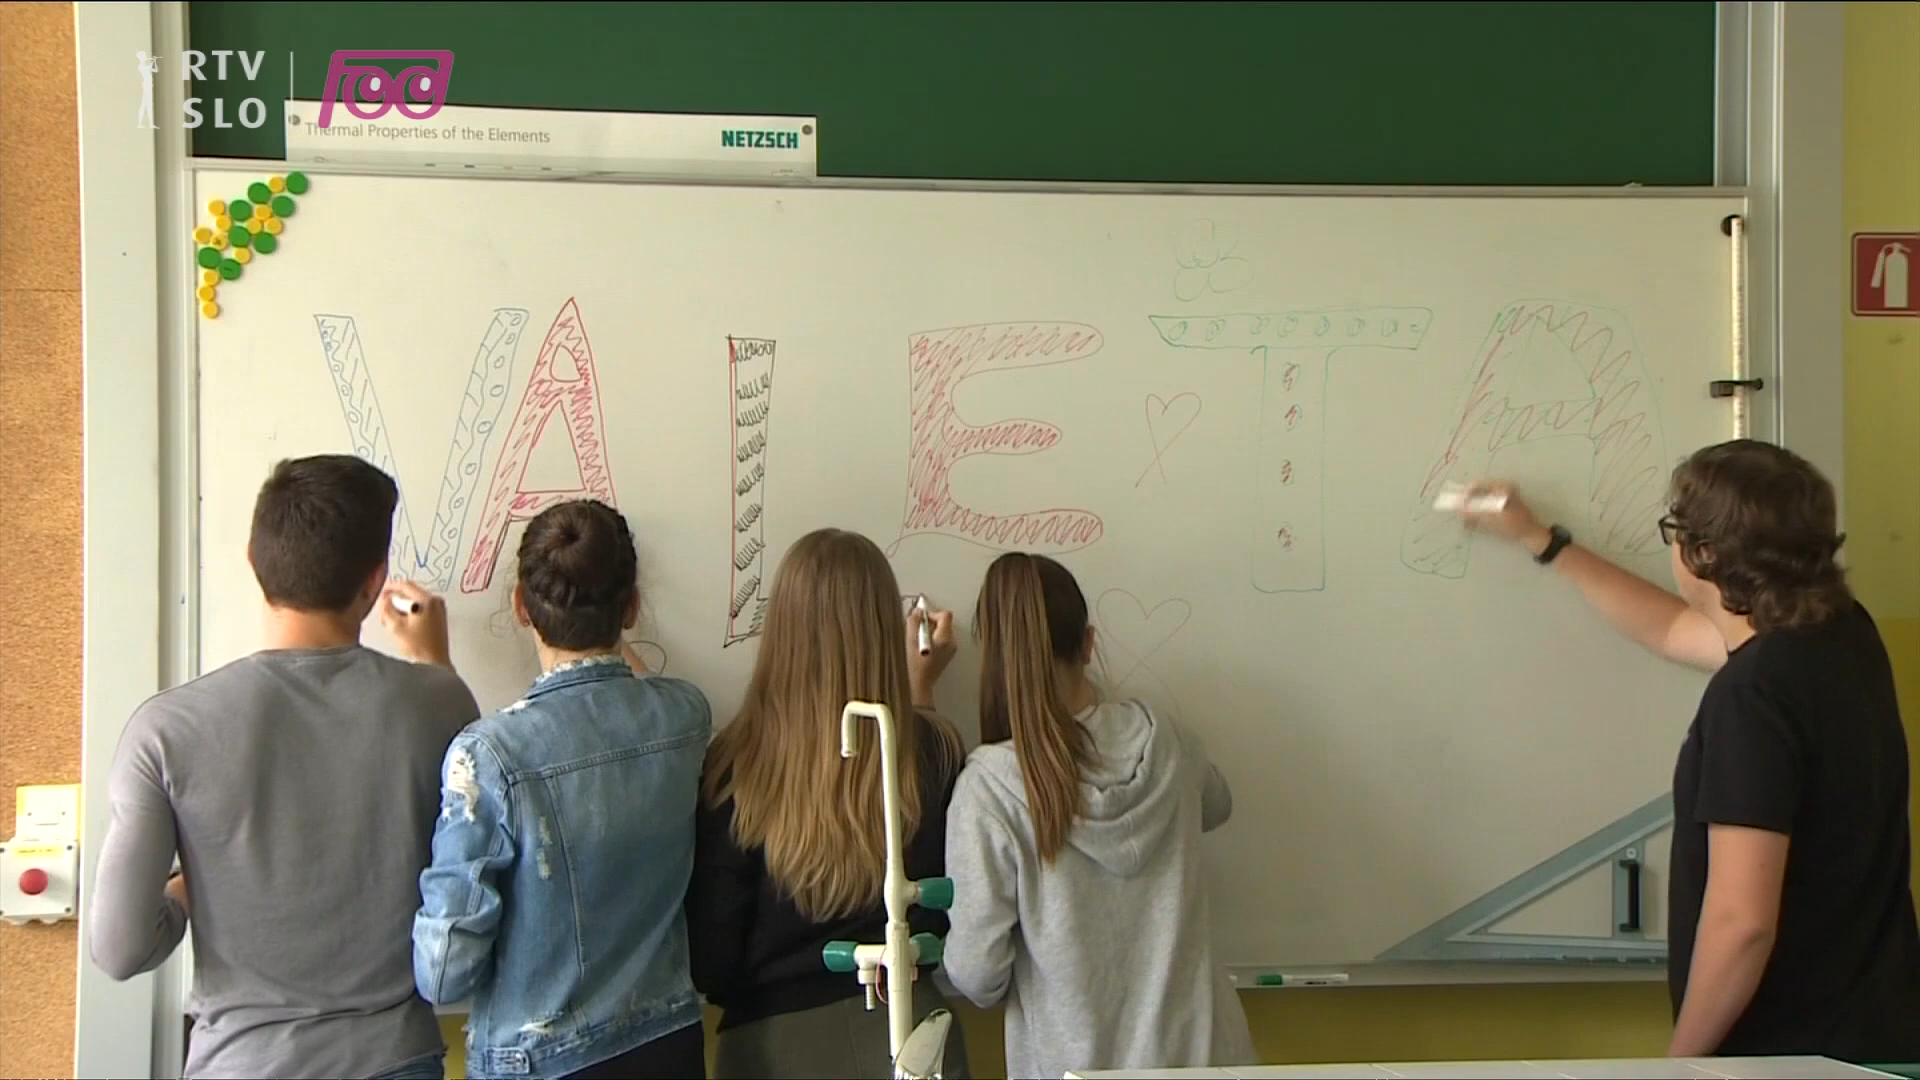 RTV
SLO
Thermal Properties of the Elements
NETZSCH
VALETA